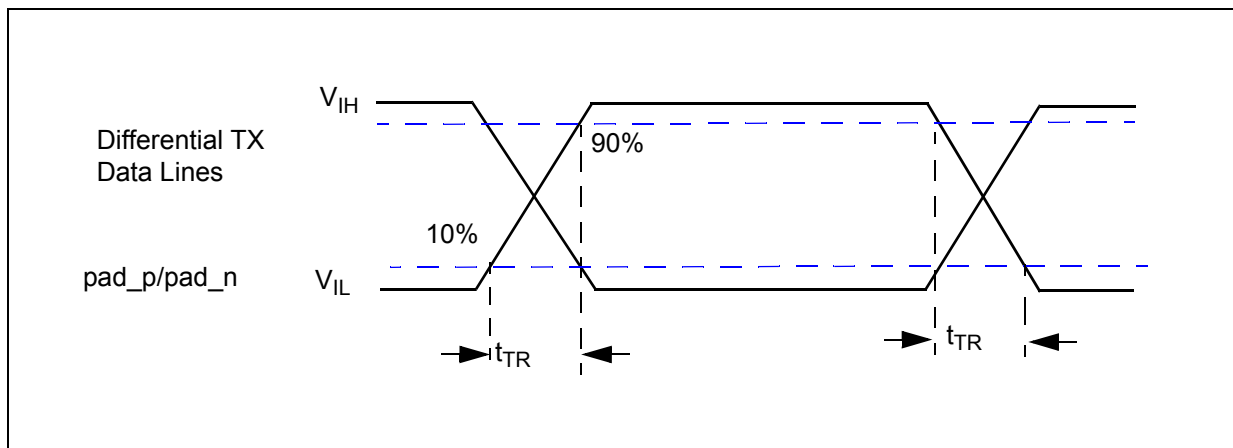 V_IH
Differential TX
Data Lines
90%
10%
pad_p/pad_n
V_IL
t_TR
t_TR